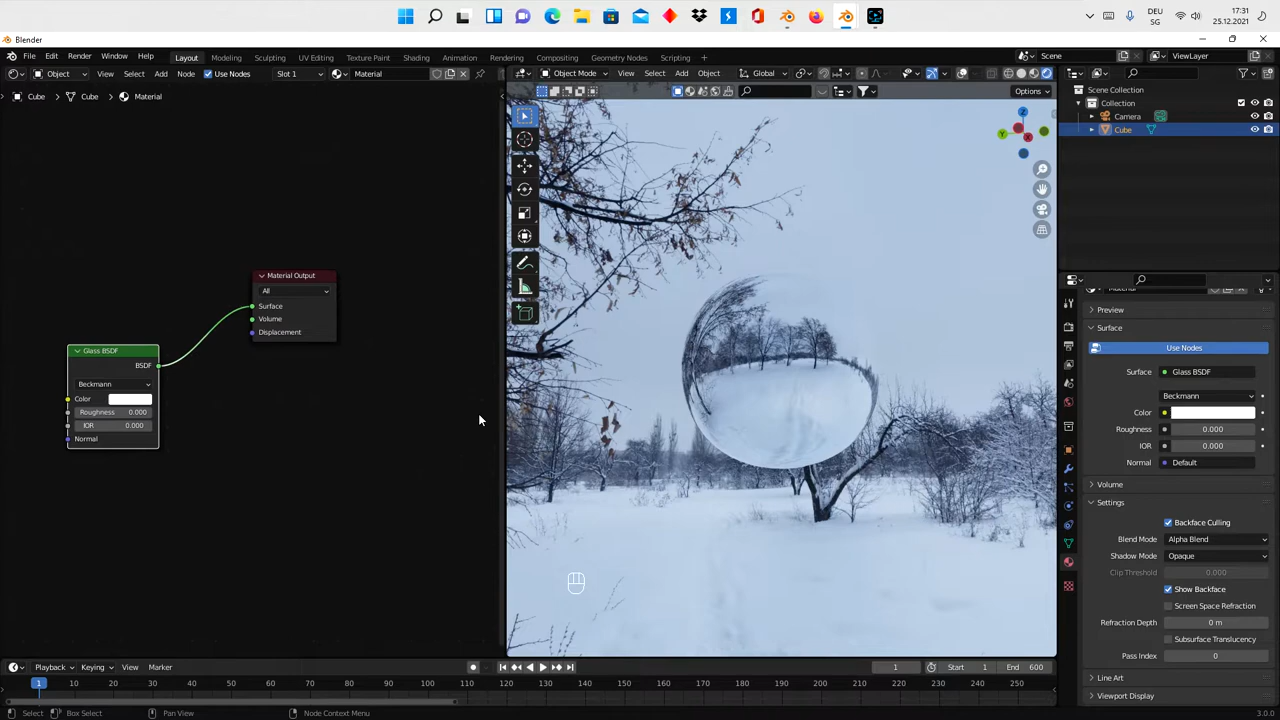 17:31
DEU
SG
25.12.2021
Blender
File Edit Render Window Help
Layout Modeling Sculpting UV Editing Texture Paint Shading Animation Rendering Compositing Geometry Nodes Scripting
Scene
ViewLayer
Object View Select Add Node Use Nodes Slot 1 Material
Object Mode View Select Add Object Global
Options
Cube Cube Material
Scene Collection
Collection
Camera
Cube
Material Output
All
Surface
Volume
Displacement
Glass BSDF
BSDF
Beckmann
Color
Roughness 0.000
IOR 0.000
Normal
Z
Y
X
Material
Preview
Surface
Use Nodes
Surface Glass BSDF
Beckmann
Color
Roughness 0.000
IOR 0.000
Normal Default
Volume
Settings
Backface Culling
Blend Mode Alpha Blend
Shadow Mode Opaque
Clip Threshold 0.000
Show Backface
Screen Space Refraction
Refraction Depth 0 m
Subsurface Translucency
Pass Index 0
Line Art
Viewport Display
Playback Keying View Marker
1 Start 1 End 600
1 10 20 30 40 50 60 70 80 90 100 110 120 130 140 150 160 170 180 190 200 210 220 230 240 250
Select Box Select Pan View Node Context Menu
3.0.0